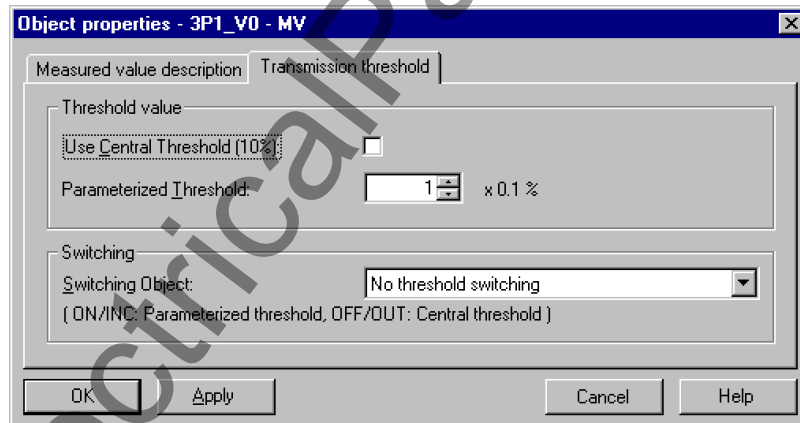 Object properties - 3P1_V0 - MV
Measured value description Transmission threshold
Threshold value
Use Central Threshold (10%):
Parameterized Threshold: 1 x 0.1 %
Switching
Switching Object: No threshold switching
( ON/INC: Parameterized threshold, OFF/OUT: Central threshold )
OK Apply Cancel Help